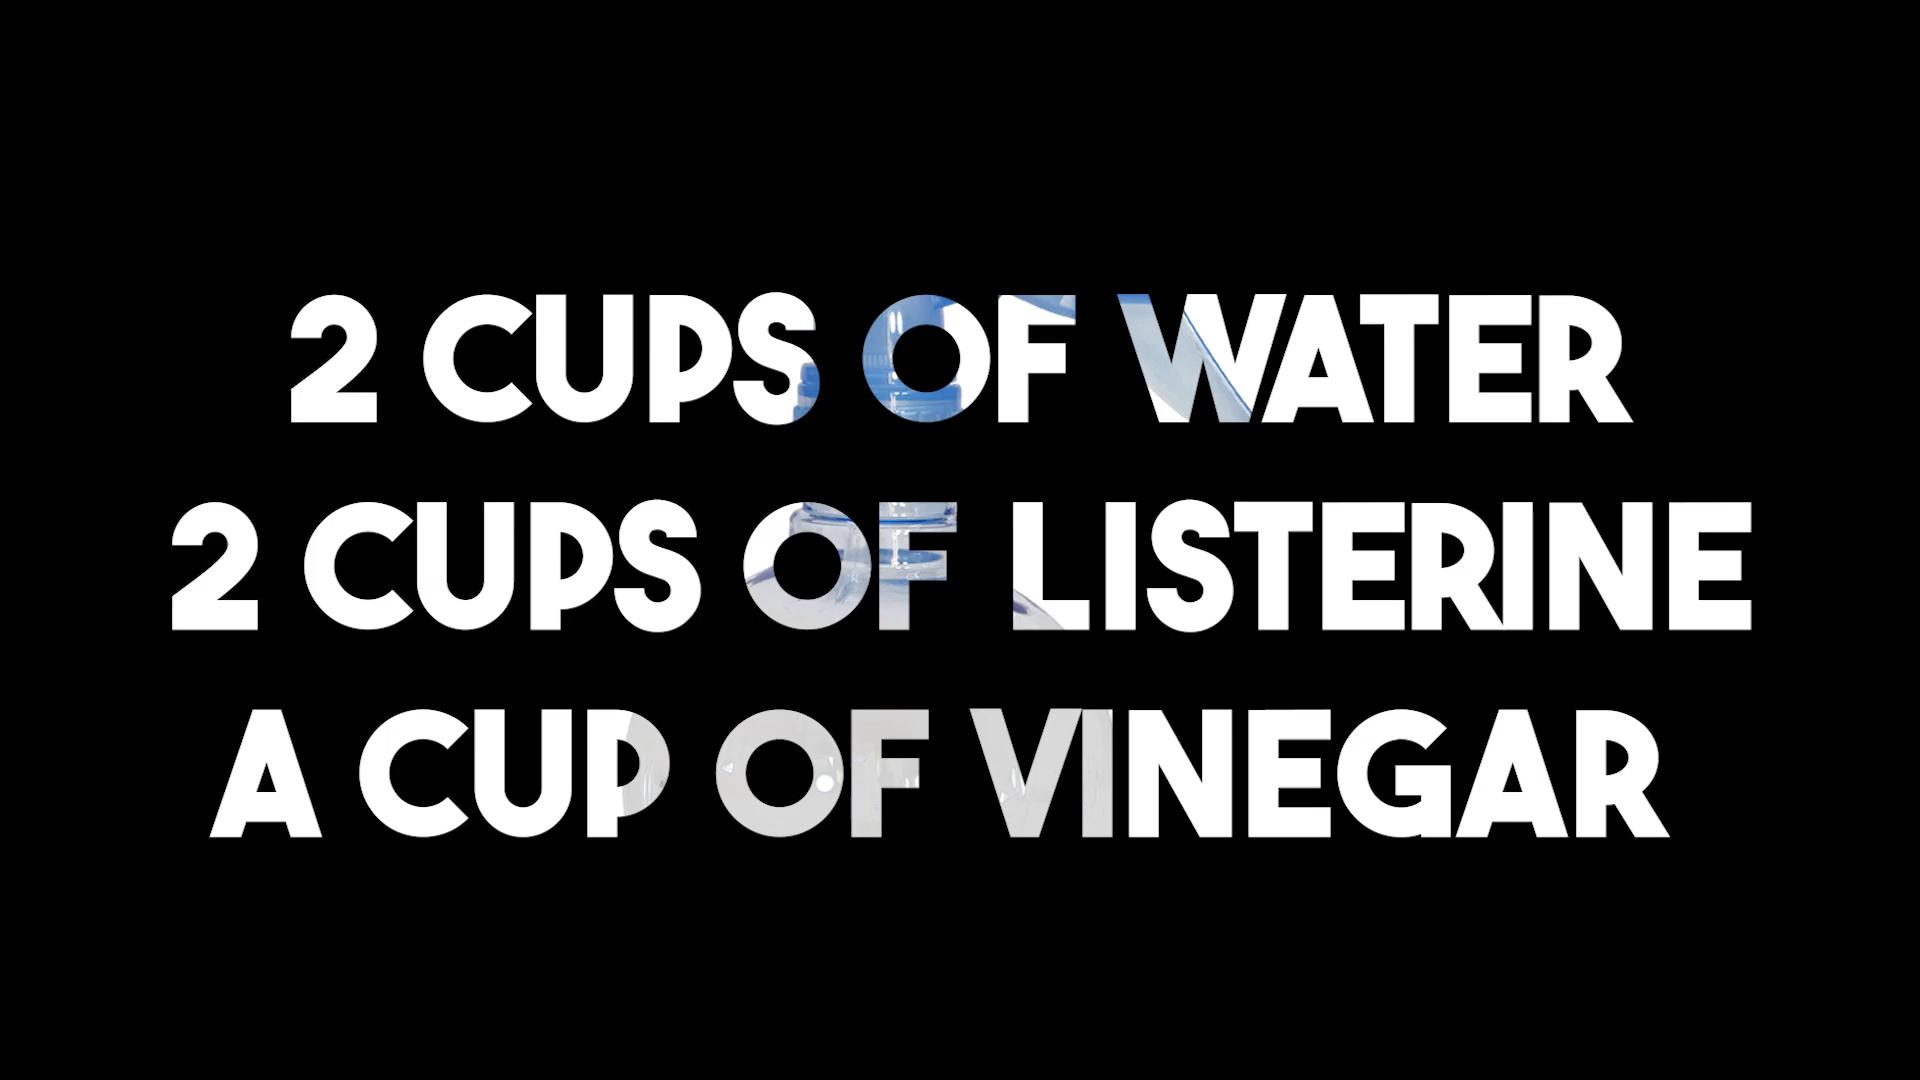 2 CUPS OF WATER
2 CUPS OF LISTERINE
A CUP OF VINEGAR